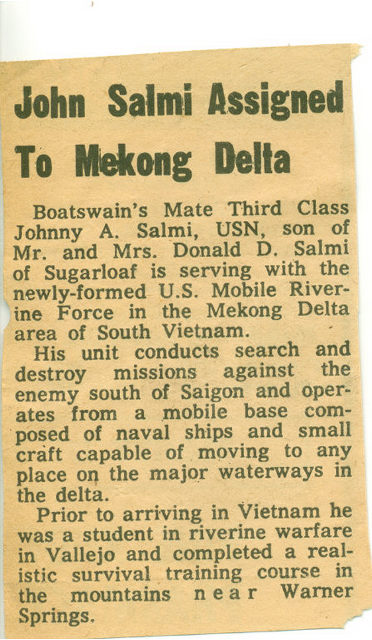 John Salmi Assigned
To Mekong Delta
Boatswain's Mate Third Class
Johnny A. Salmi, USN, son of
Mr. and Mrs. Donald D. Salmi
of Sugarloaf is serving with the
newly-formed U.S. Mobile River-
ine Force in the Mekong Delta
area of South Vietnam.
His unit conducts search and
destroy missions against the
enemy south of Saigon and oper-
ates from a mobile base com-
posed of naval ships and small
craft capable of moving to any
place on the major waterways in
the delta.
Prior to arriving in Vietnam he
was a student in riverine warfare
in Vallejo and completed a real-
istic survival training course in
the mountains near Warner
Springs.